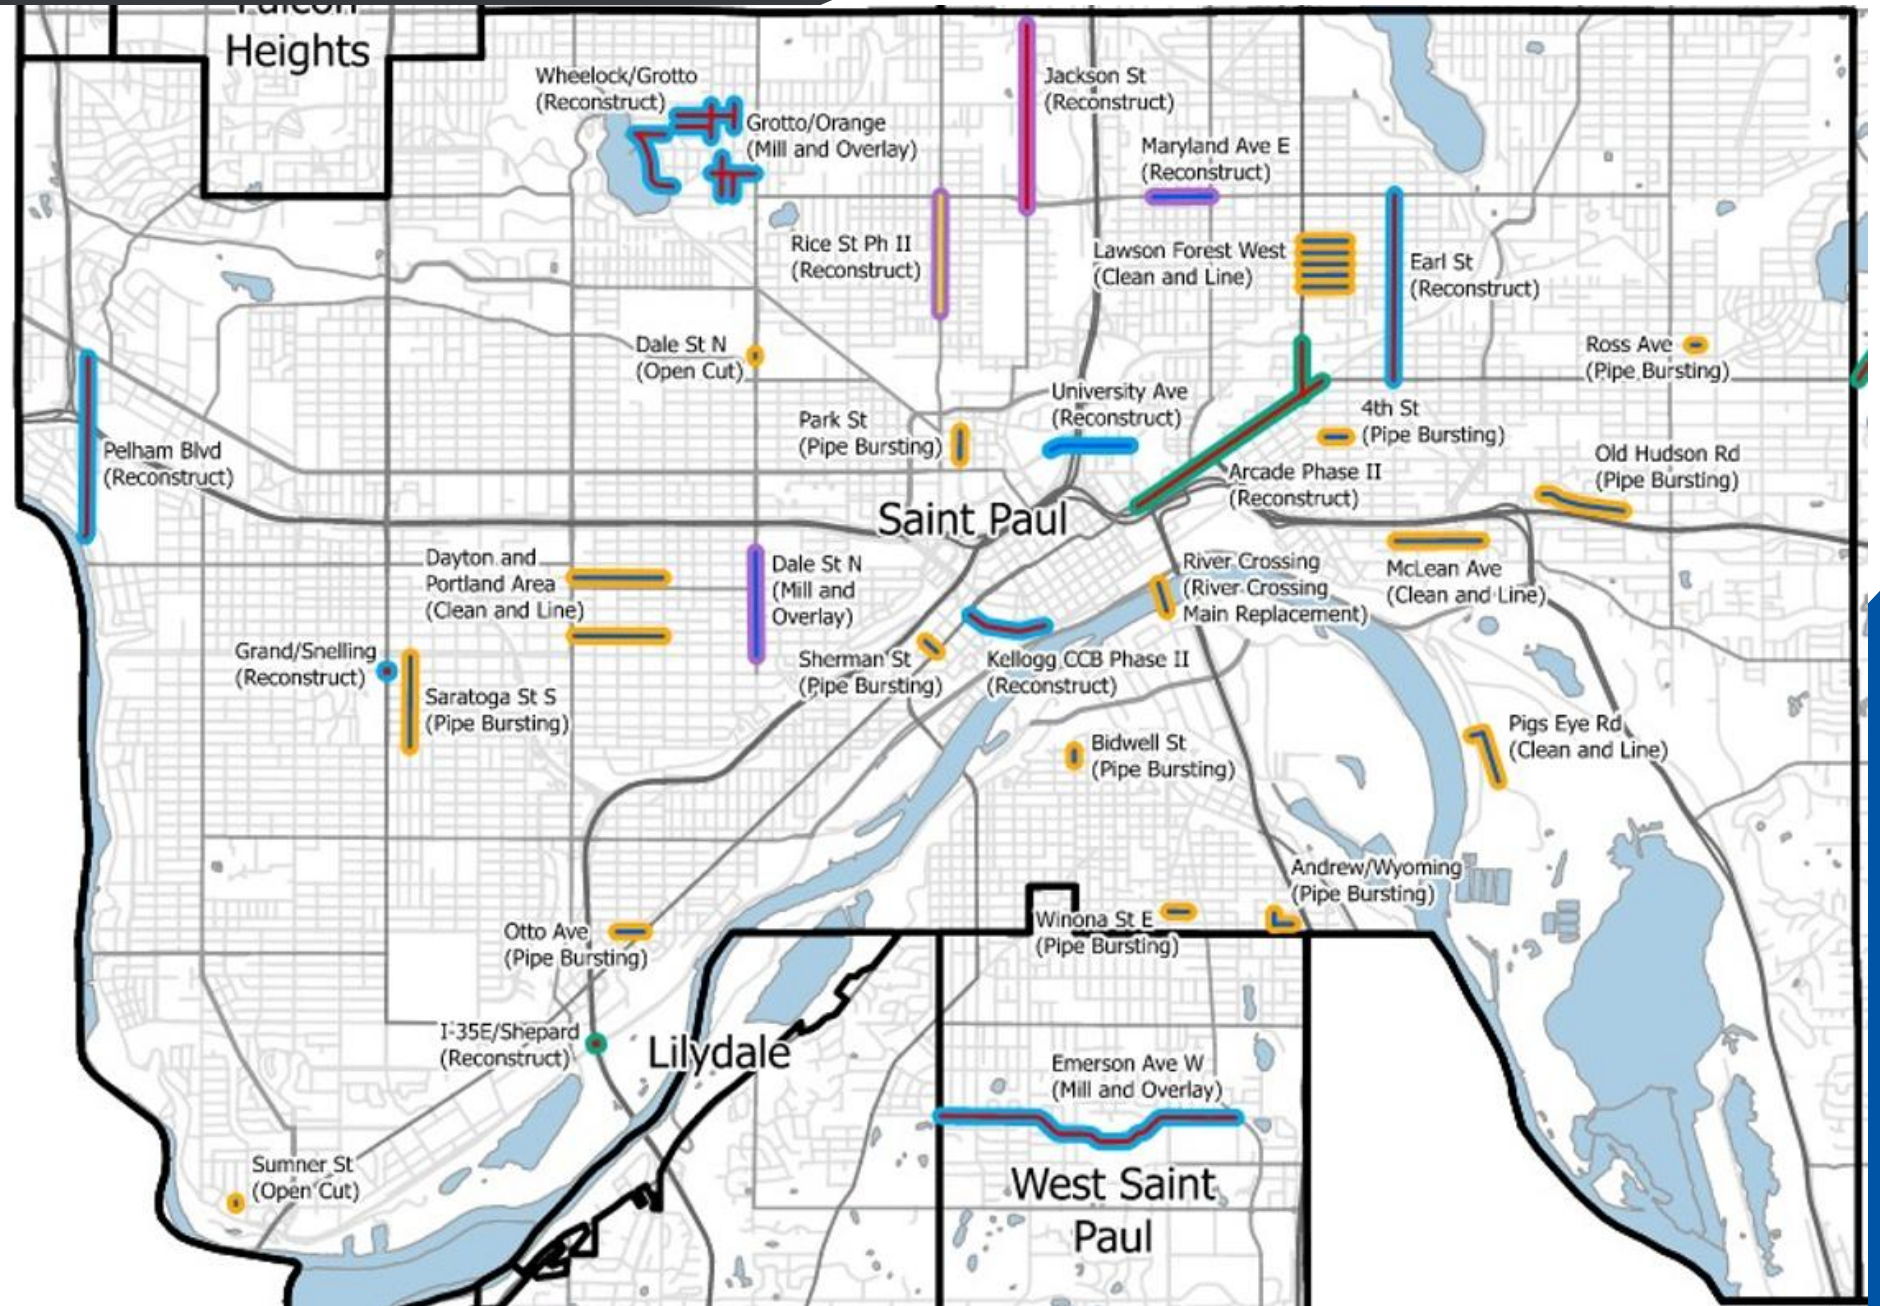 Falcon
Heights
Wheelock/Grotto
(Reconstruct)
Grotto/Orange
(Mill and Overlay)
Jackson St
(Reconstruct)
Maryland Ave E
(Reconstruct)
Rice St Ph II
(Reconstruct)
Lawson Forest West
(Clean and Line)
Earl St
(Reconstruct)
Dale St N
(Open Cut)
Ross Ave
(Pipe Bursting)
University Ave
(Reconstruct)
Park St
(Pipe Bursting)
4th St
(Pipe Bursting)
Pelham Blvd
(Reconstruct)
Old Hudson Rd
(Pipe Bursting)
Arcade Phase II
(Reconstruct)
Saint Paul
Dayton and
Portland Area
(Clean and Line)
Dale St N
(Mill and
Overlay)
River Crossing
(River Crossing
Main Replacement)
McLean Ave
(Clean and Line)
Grand/Snelling
(Reconstruct)
Sherman St
(Pipe Bursting)
Kellogg CCB Phase II
(Reconstruct)
Saratoga St S
(Pipe Bursting)
Bidwell St
(Pipe Bursting)
Pigs Eye Rd
(Clean and Line)
Andrew/Wyoming
(Pipe Bursting)
Otto Ave
(Pipe Bursting)
Winona St E
(Pipe Bursting)
I-35E/Shepard
(Reconstruct)
Lilydale
Emerson Ave W
(Mill and Overlay)
Sumner St
(Open Cut)
West Saint
Paul